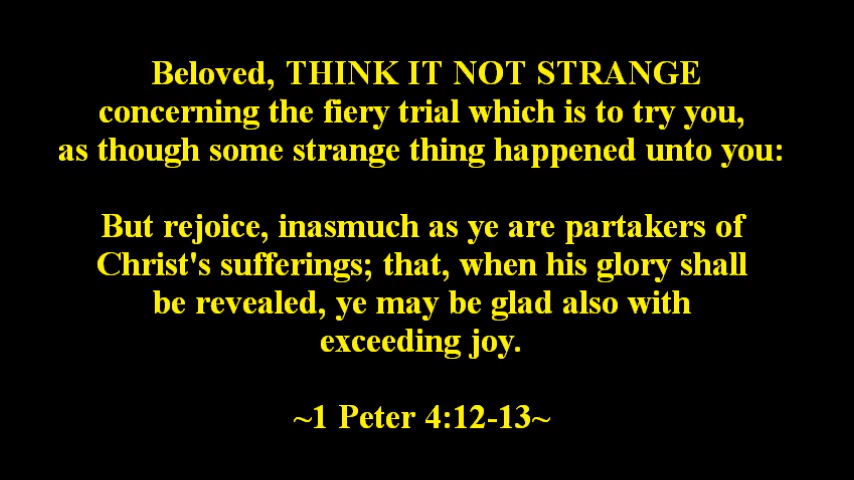 Beloved, THINK IT NOT STRANGE
concerning the fiery trial which is to try you,
as though some strange thing happened unto you:
But rejoice, inasmuch as ye are partakers of
Christ's sufferings; that, when his glory shall
be revealed, ye may be glad also with
exceeding joy.
~1 Peter 4:12-13~